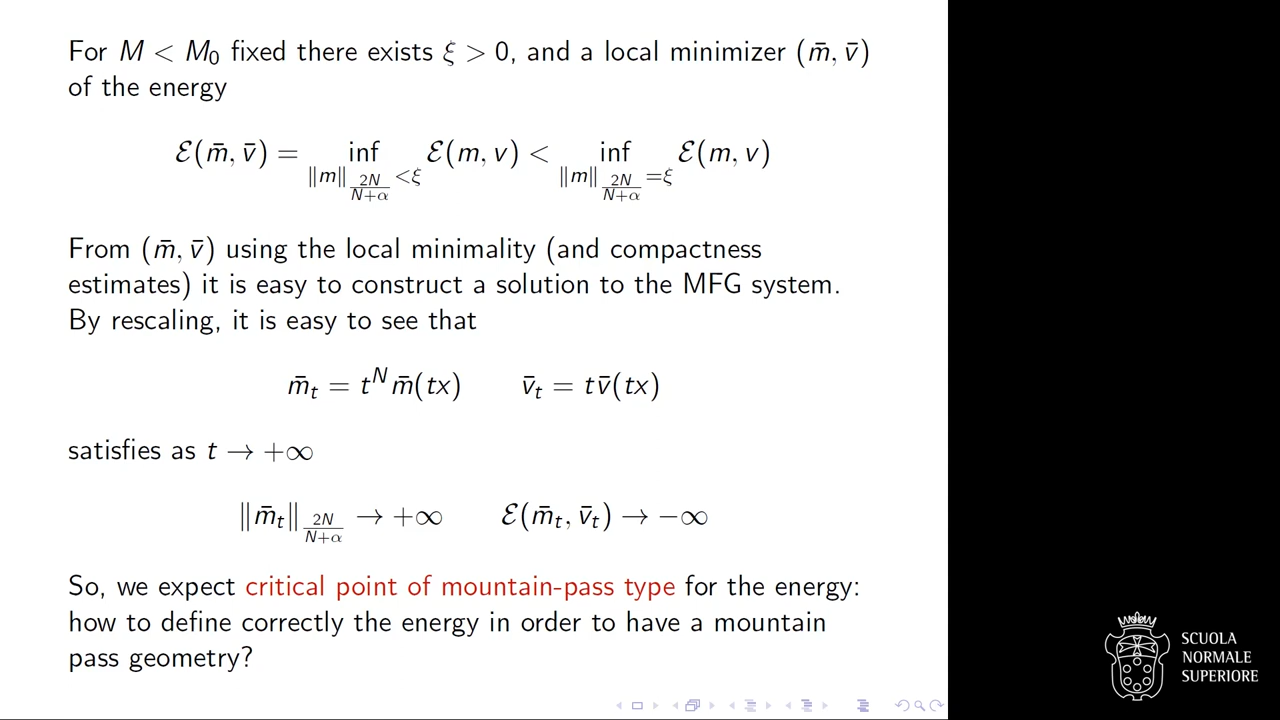 For M < M₀ fixed there exists ξ > 0, and a local minimizer (m̄, v̄)
of the energy
ℰ(m̄, v̄) = inf_{‖m‖_{2N/(N+α)} < ξ} ℰ(m, v) < inf_{‖m‖_{2N/(N+α)} = ξ} ℰ(m, v)
From (m̄, v̄) using the local minimality (and compactness
estimates) it is easy to construct a solution to the MFG system.
By rescaling, it is easy to see that
m̄_t = t^N m̄(tx) v̄_t = t v̄(tx)
satisfies as t → +∞
‖m̄_t‖_{2N/(N+α)} → +∞ ℰ(m̄_t, v̄_t) → −∞
So, we expect critical point of mountain-pass type for the energy:
how to define correctly the energy in order to have a mountain
pass geometry?
SCUOLA
NORMALE
SUPERIORE